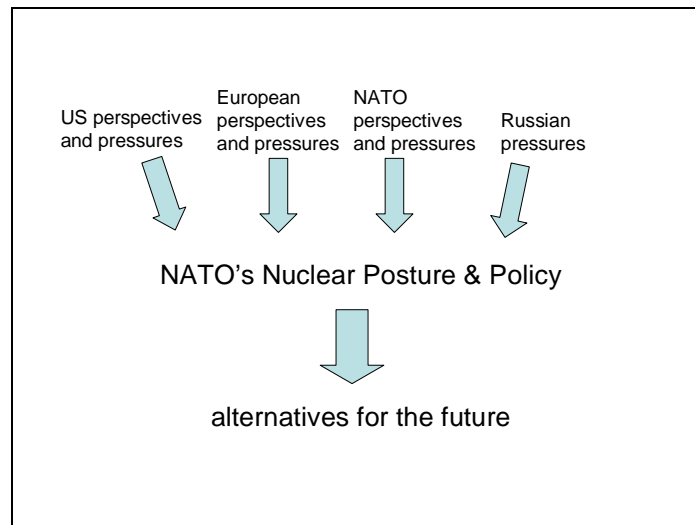 US perspectives
and pressures
European
perspectives
and pressures
NATO
perspectives
and pressures
Russian
pressures
NATO's Nuclear Posture & Policy
alternatives for the future